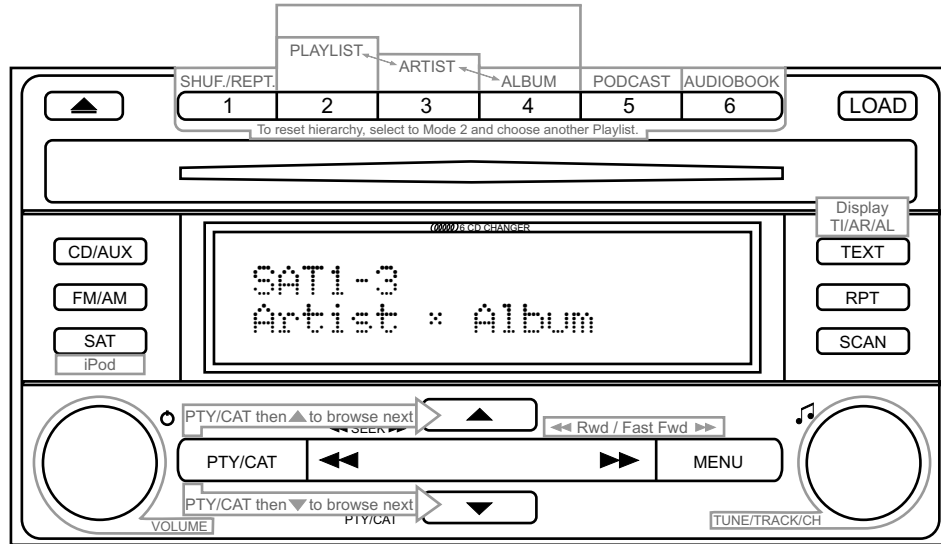 PLAYLIST
ARTIST
SHUF./REPT. ALBUM PODCAST AUDIOBOOK
1 2 3 4 5 6 LOAD
To reset hierarchy, select to Mode 2 and choose another Playlist.
Display
TI/AR/AL
6 CD CHANGER
CD/AUX TEXT
SAT1-3
FM/AM RPT
Artist × Album
SAT SCAN
iPod
PTY/CAT then ▲ to browse next
◀◀ SEEK ▶▶ ◀◀ Rwd / Fast Fwd ▶▶
PTY/CAT MENU
PTY/CAT then ▼ to browse next
PTY/CAT
VOLUME TUNE/TRACK/CH